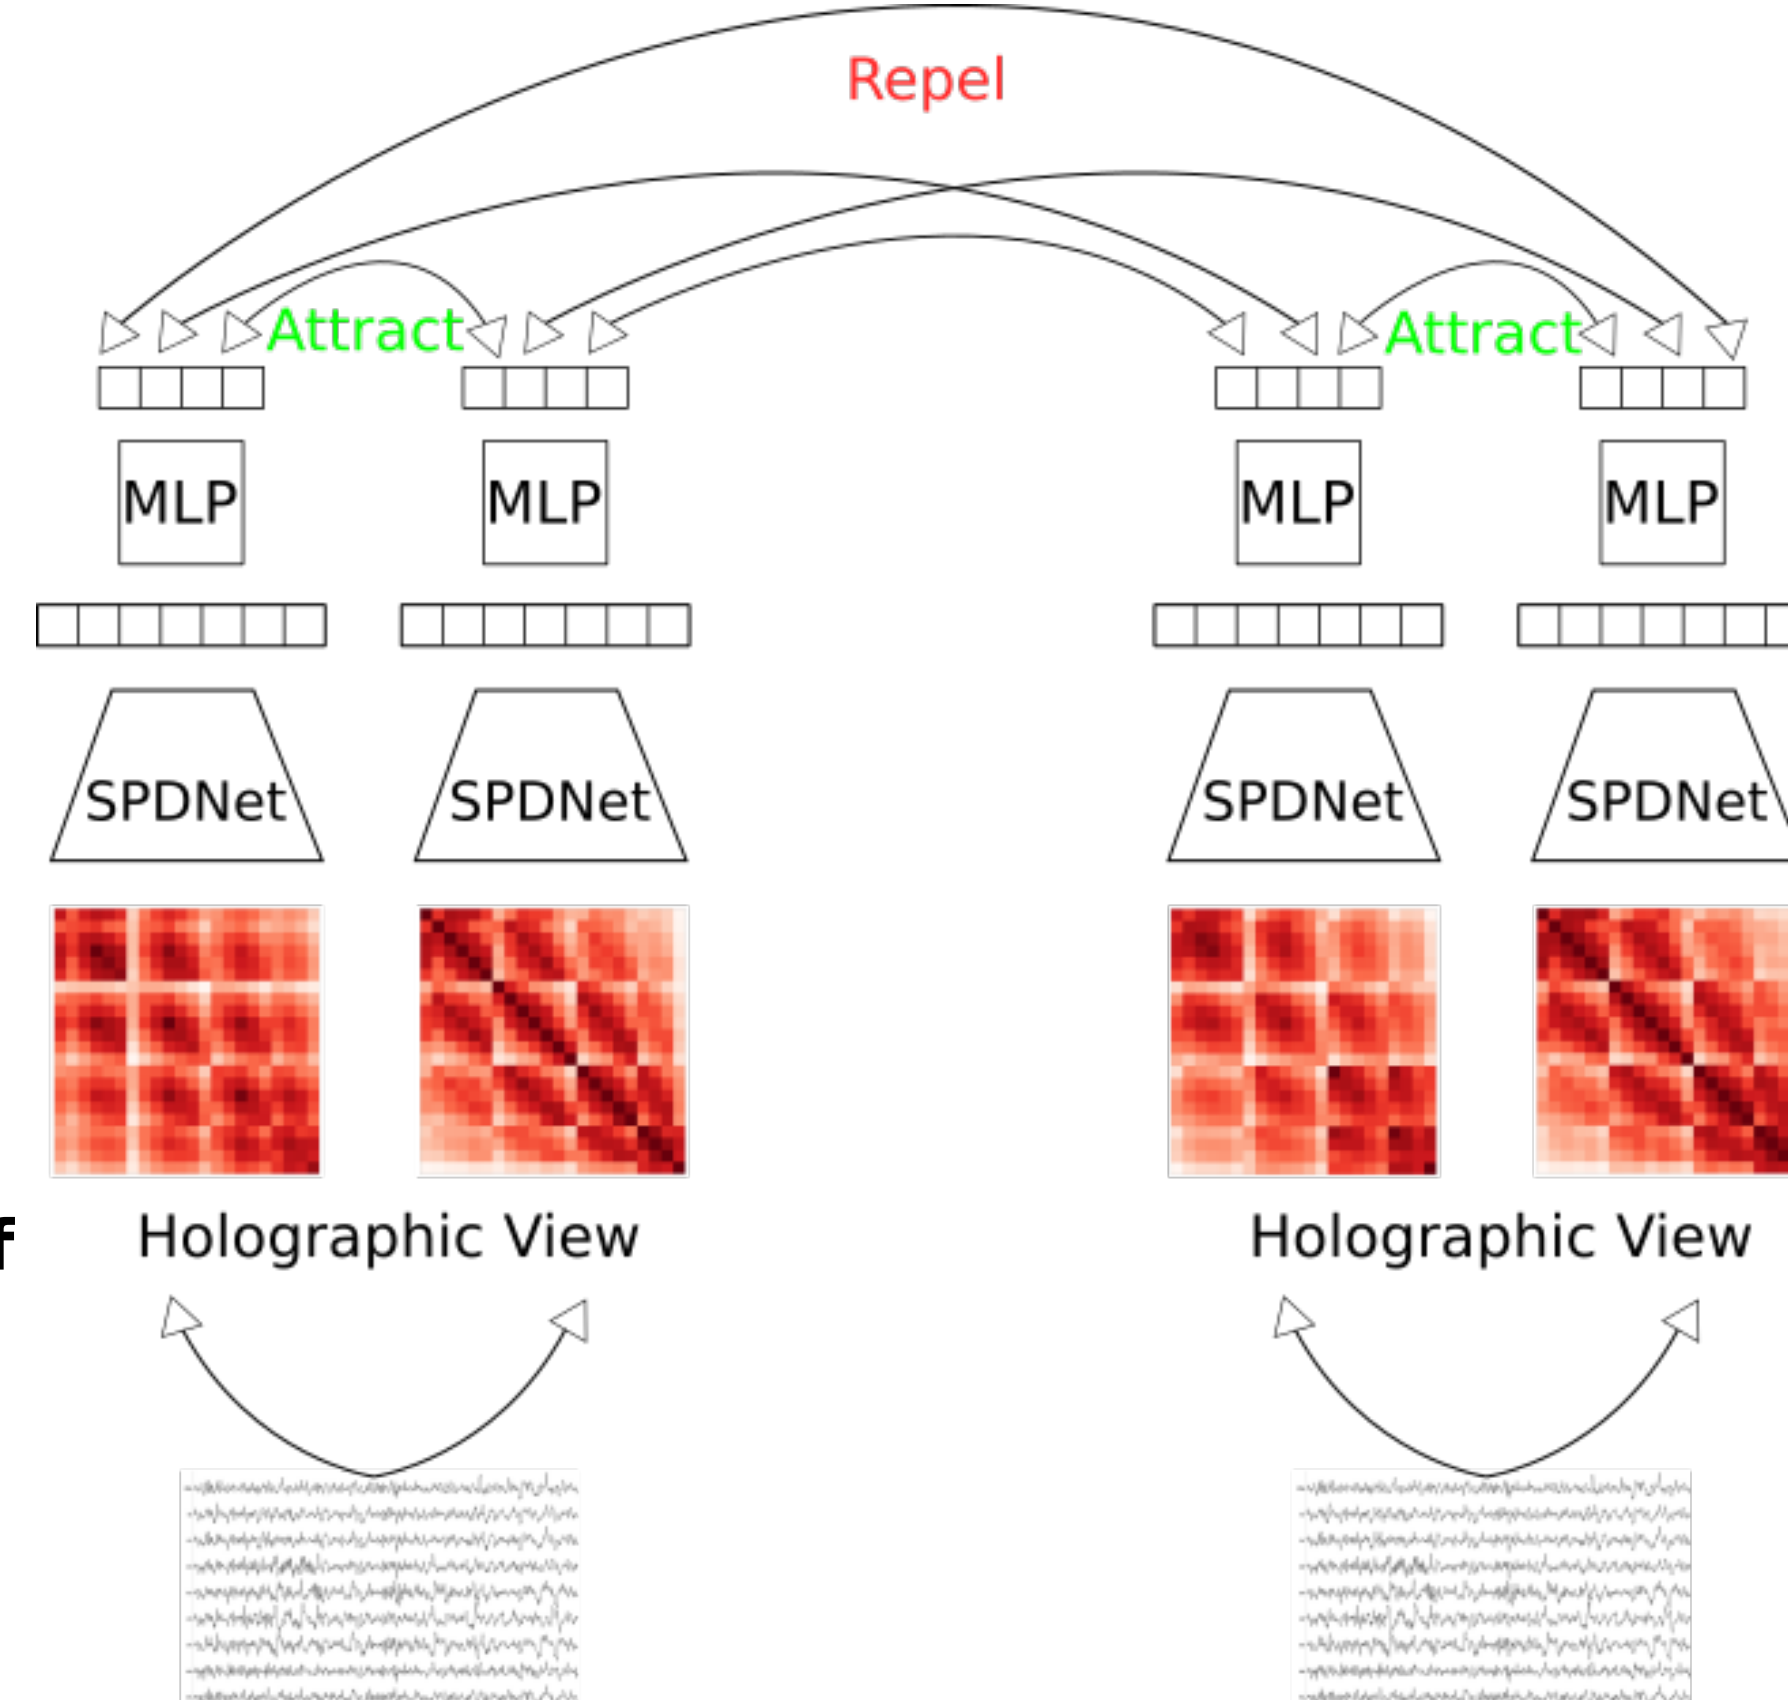 Repel
Attract Attract
MLP MLP MLP MLP
SPDNet SPDNet SPDNet SPDNet
f
Holographic View Holographic View